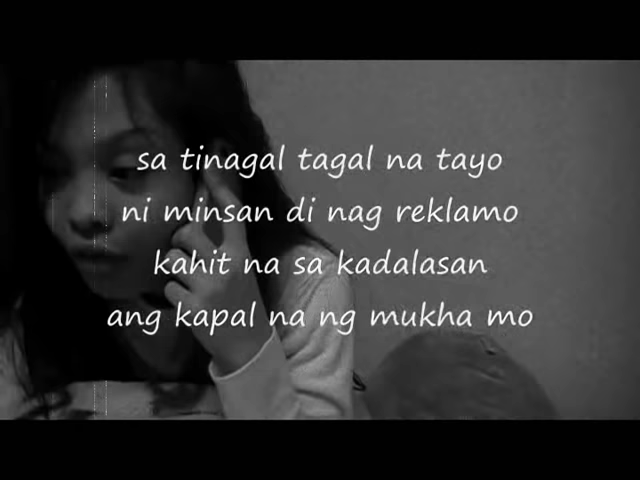 sa tinagal tagal na tayo
ni minsan di nag reklamo
kahit na sa kadalasan
ang kapal na ng mukha mo